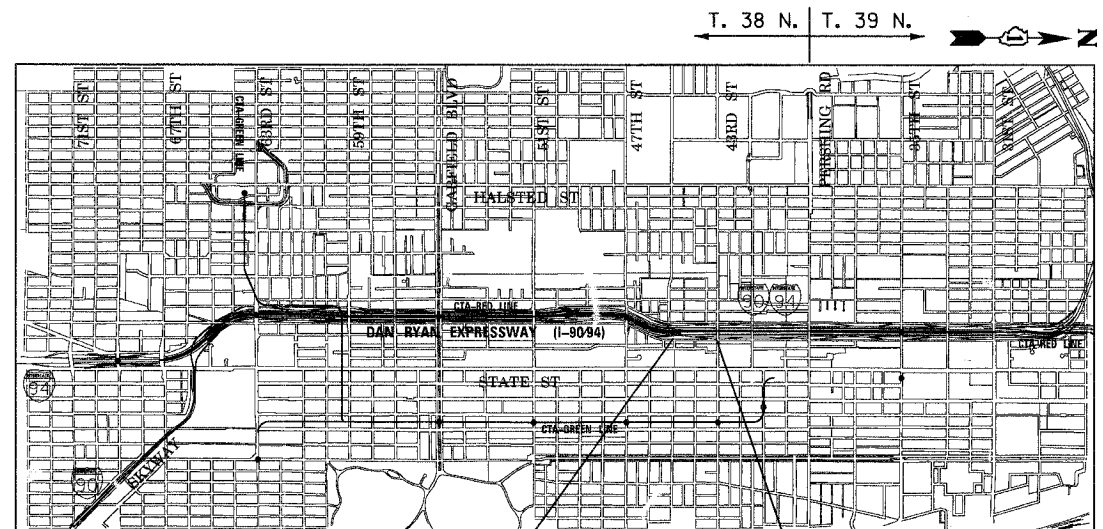 T. 38 N. T. 39 N.
N
71ST ST
67TH ST
63RD ST
59TH ST
GARFIELD BLVD
51ST ST
47TH ST
43RD ST
PERSHING RD
35TH ST
31ST ST
CTA-GREEN LINE
HALSTED ST
90 94
CTA-RED LINE
DAN RYAN EXPRESSWAY (I-90/94)
CTA-RED LINE
94
STATE ST
CTA-GREEN LINE
SKYWAY
90